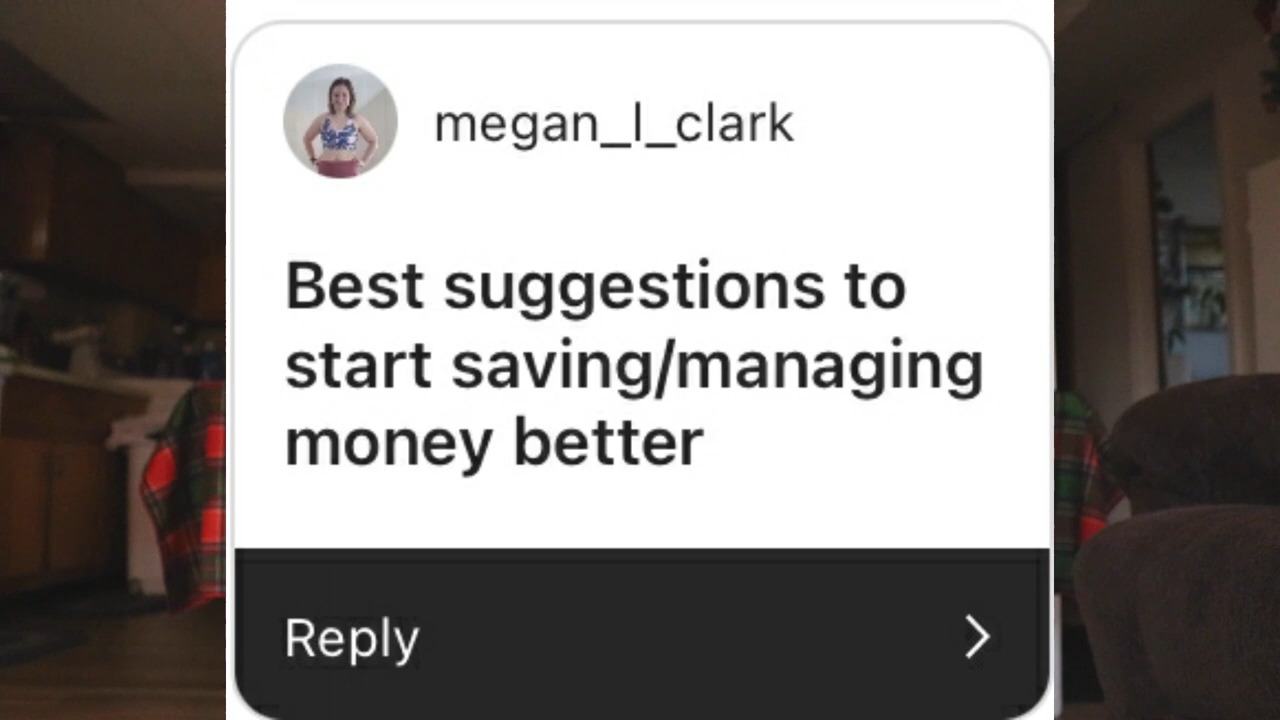 megan_l_clark
Best suggestions to
start saving/managing
money better
Reply